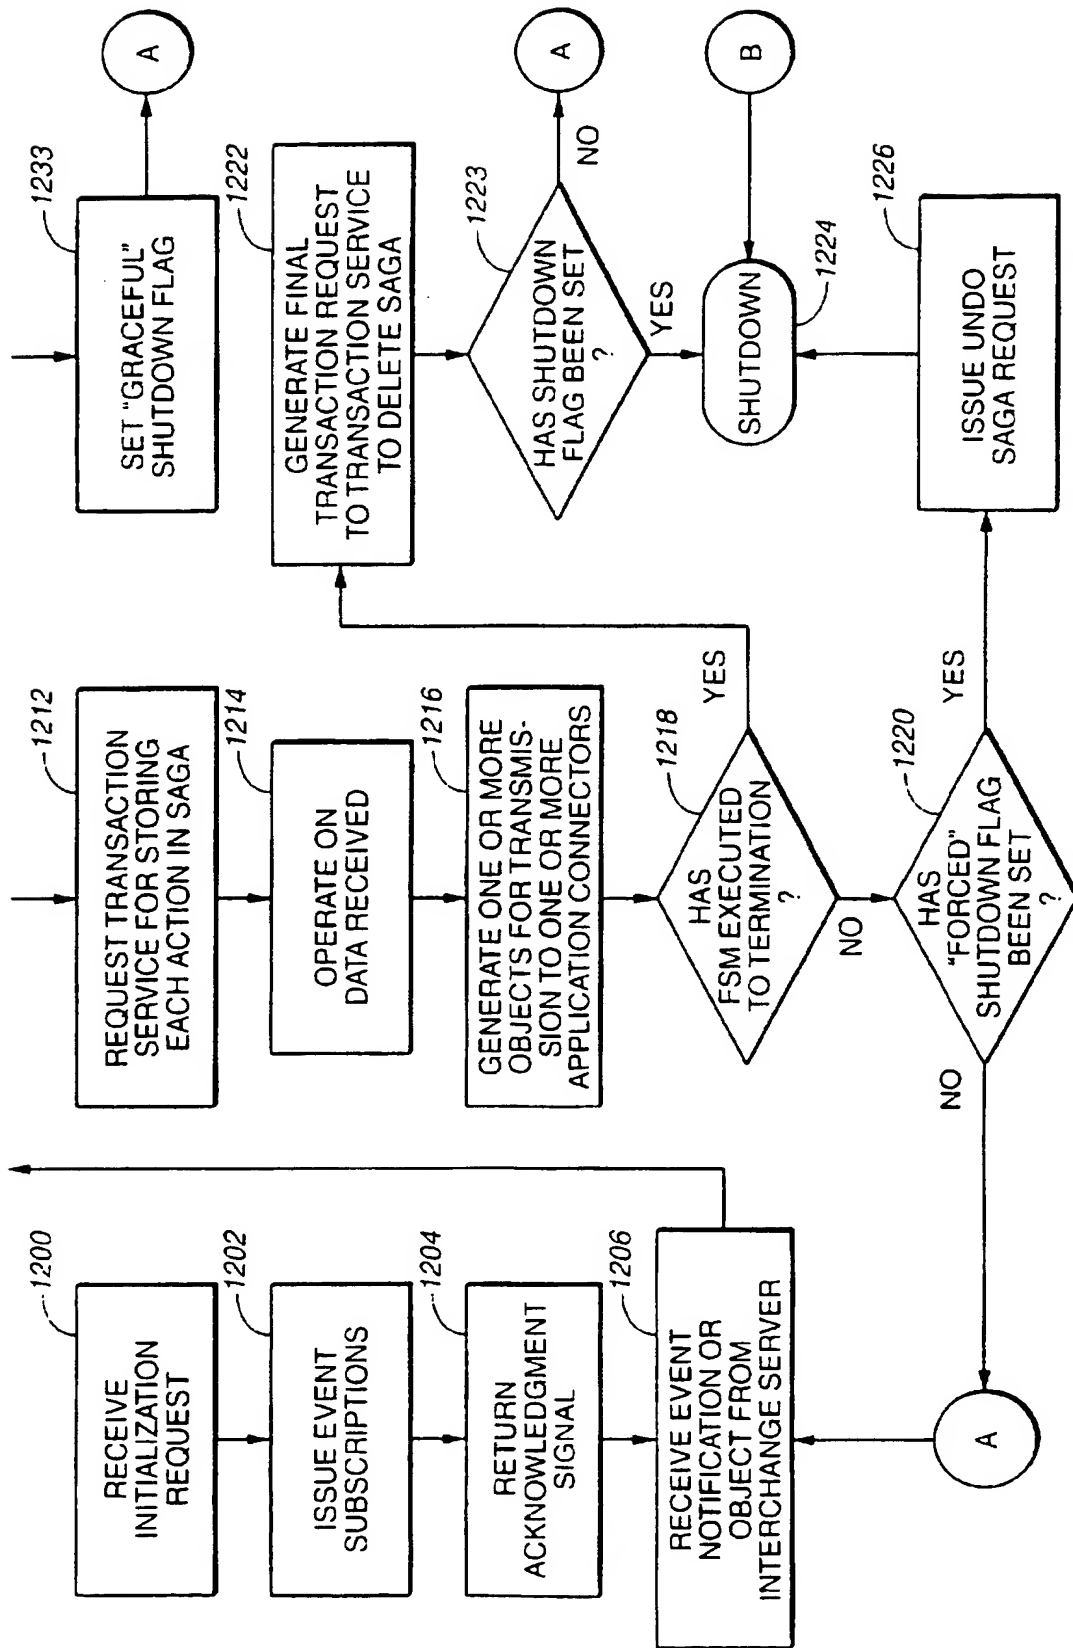 1200
RECEIVE
INITIALIZATION
REQUEST
1202
ISSUE EVENT
SUBSCRIPTIONS
1204
RETURN
ACKNOWLEDGMENT
SIGNAL
1206
RECEIVE EVENT
NOTIFICATION OR
OBJECT FROM
INTERCHANGE SERVER
A
1212
REQUEST TRANSACTION
SERVICE FOR STORING
EACH ACTION IN SAGA
1214
OPERATE ON
DATA RECEIVED
1216
GENERATE ONE OR MORE
OBJECTS FOR TRANSMIS-
SION TO ONE OR MORE
APPLICATION CONNECTORS
1218
HAS
FSM EXECUTED
TO TERMINATION
?
YES
NO
1220
HAS
"FORCED"
SHUTDOWN FLAG
BEEN SET
?
NO
YES
1233
SET "GRACEFUL"
SHUTDOWN FLAG
A
1222
GENERATE FINAL
TRANSACTION REQUEST
TO TRANSACTION SERVICE
TO DELETE SAGA
1223
HAS SHUTDOWN
FLAG BEEN SET
?
NO
A
YES
SHUTDOWN
1224
B
1226
ISSUE UNDO
SAGA REQUEST